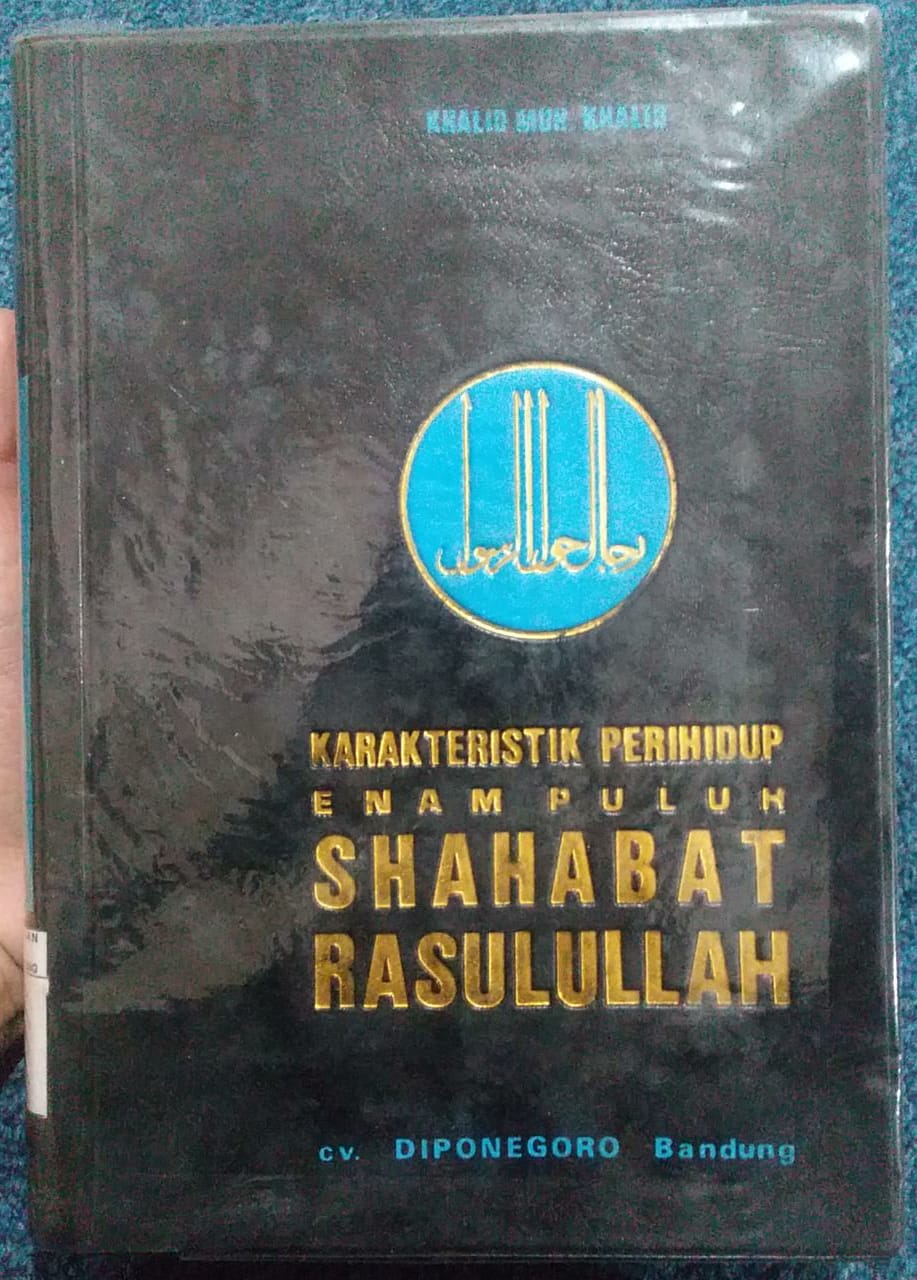 KHALID MUH. KHALID
رجال حول الرسول
KARAKTERISTIK PERIHIDUP
ENAM PULUH
SHAHABAT
RASULULLAH
CV. DIPONEGORO Bandung